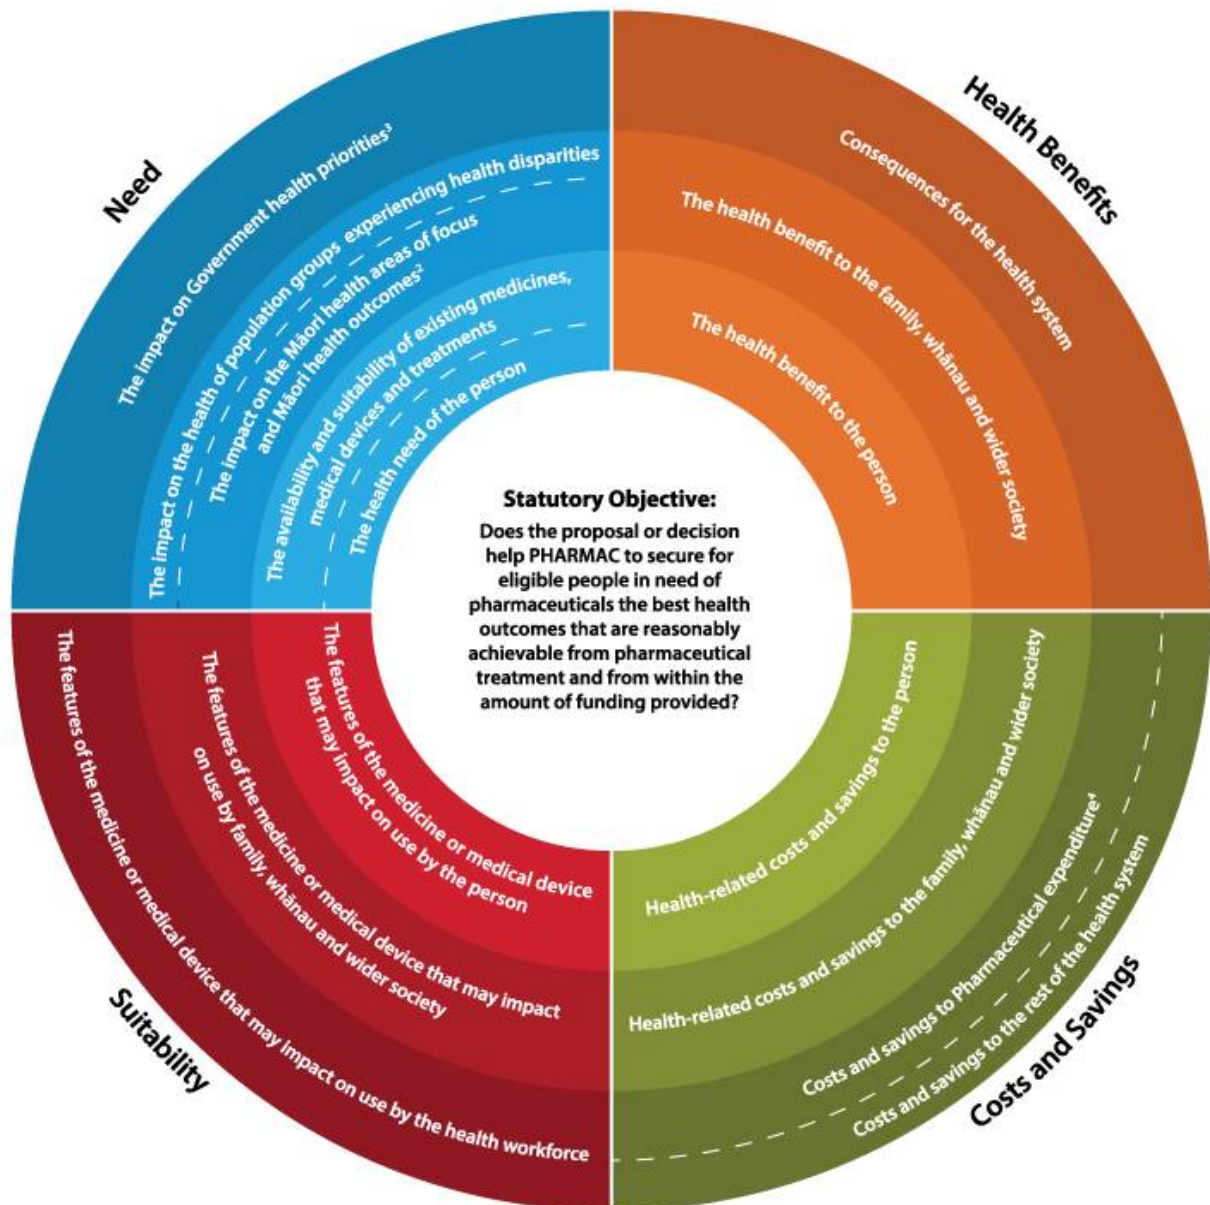 Need
The impact on Government health priorities³
The impact on the health of population groups experiencing health disparities
The impact on the Māori health areas of focus
and Māori health outcomes²
The availability and suitability of existing medicines,
medical devices and treatments
The health need of the person
Health Benefits
Consequences for the health system
The health benefit to the family, whānau and wider society
The health benefit to the person
Statutory Objective:
Does the proposal or decision
help PHARMAC to secure for
eligible people in need of
pharmaceuticals the best health
outcomes that are reasonably
achievable from pharmaceutical
treatment and from within the
amount of funding provided?
Suitability
The features of the medicine or medical device
that may impact on use by the person
The features of the medicine or medical device that may impact
on use by family, whānau and wider society
The features of the medicine or medical device that may impact on use by the health workforce
Costs and Savings
Health-related costs and savings to the person
Health-related costs and savings to the family, whānau and wider society
Costs and savings to Pharmaceutical expenditure⁴
Costs and savings to the rest of the health system